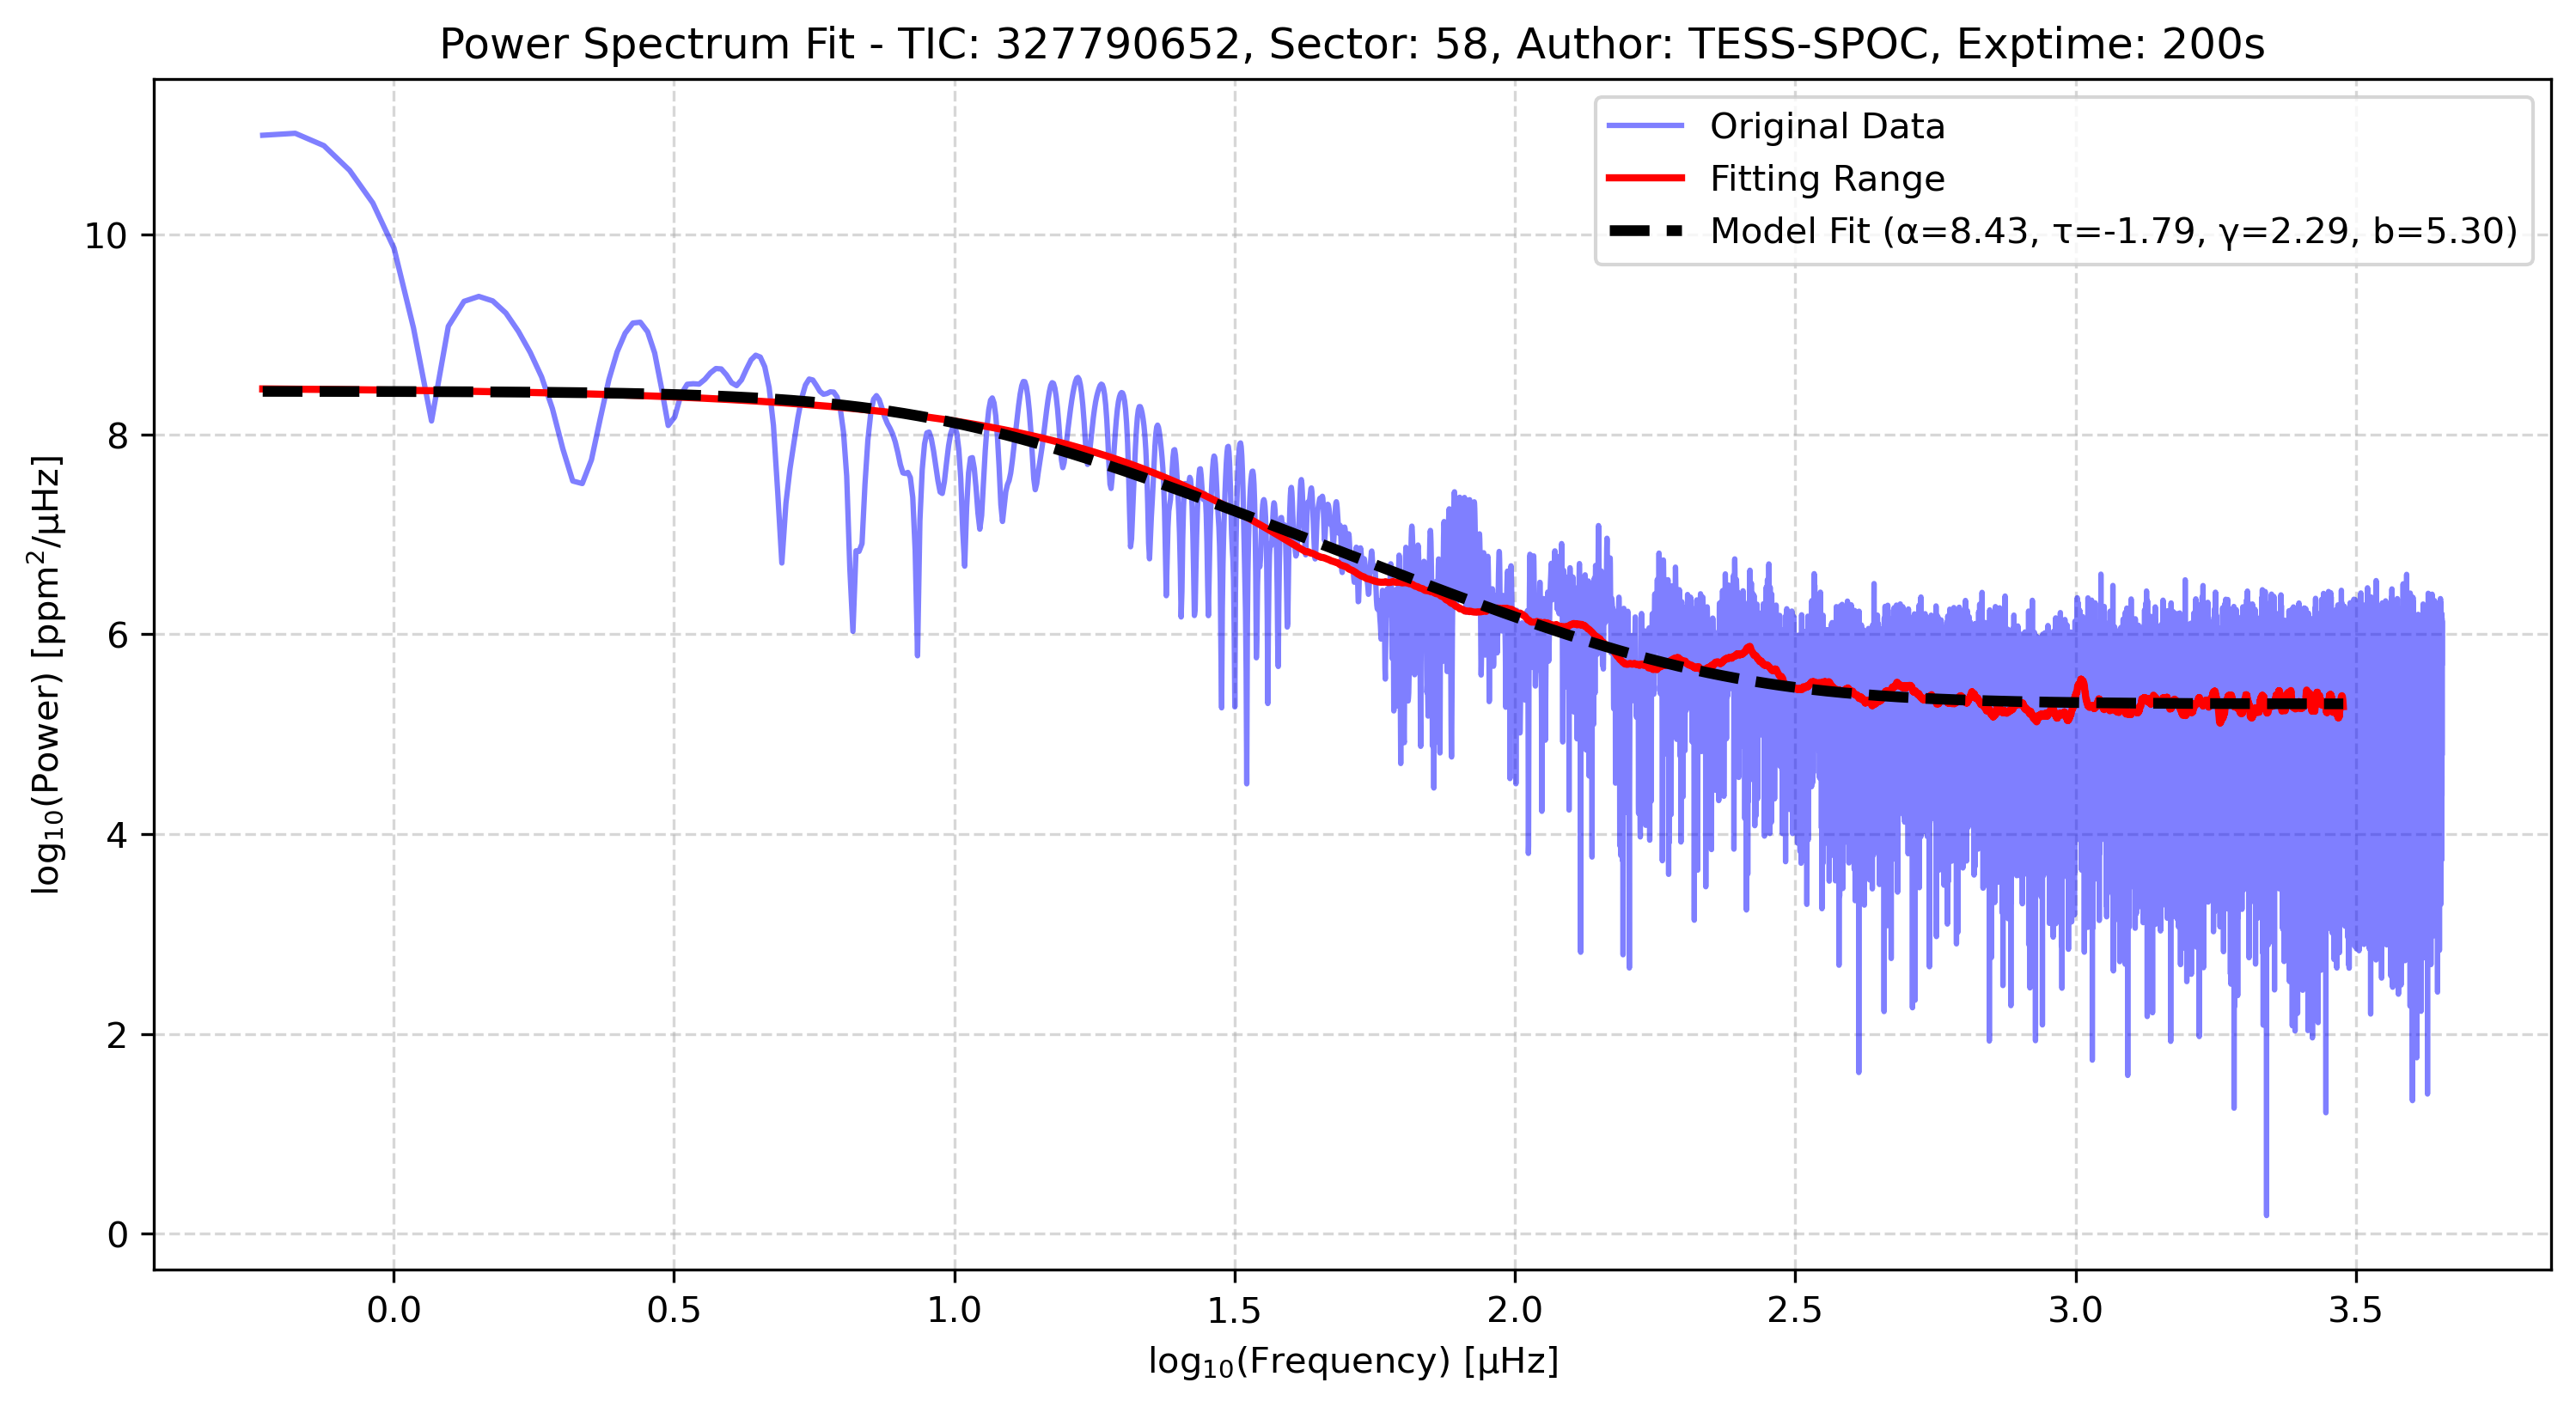 Power Spectrum Fit - TIC: 327790652, Sector: 58, Author: TESS-SPOC, Exptime: 200s
Original Data
Fitting Range
Model Fit (α=8.43, τ=-1.79, γ=2.29, b=5.30)
log₁₀(Power) [ppm²/μHz]
10
8
6
4
2
0
0.0 0.5 1.0 1.5 2.0 2.5 3.0 3.5
log₁₀(Frequency) [μHz]